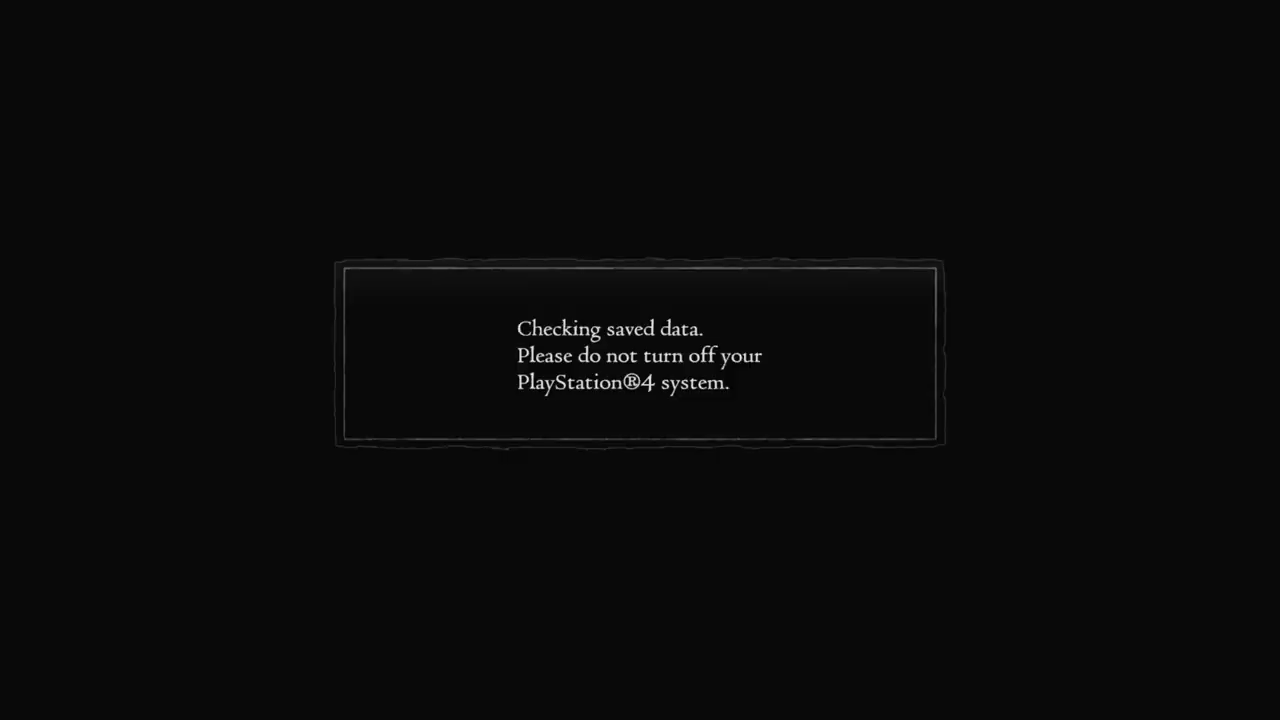 Checking saved data.
Please do not turn off your
PlayStation®4 system.